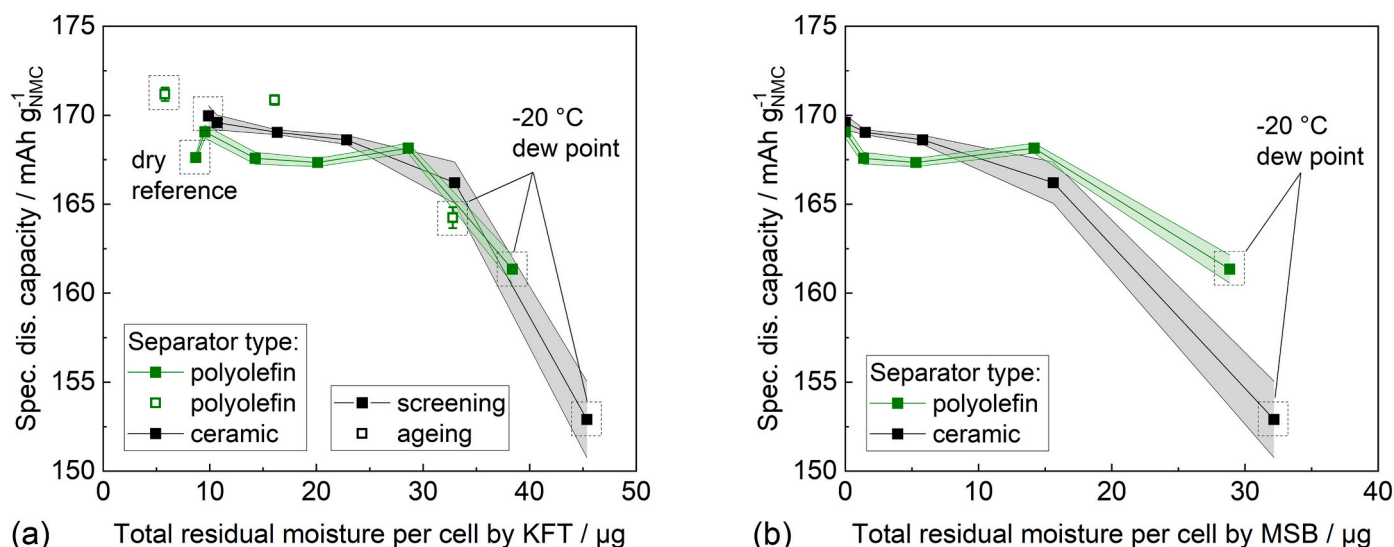 175
170
165
160
155
150
Spec. dis. capacity / mAh g⁻¹NMC
dry
reference
-20 °C
dew point
Separator type:
polyolefin
polyolefin
ceramic
screening
ageing
0 10 20 30 40 50
(a) Total residual moisture per cell by KFT / µg
175
170
165
160
155
150
Spec. dis. capacity / mAh g⁻¹NMC
-20 °C
dew point
Separator type:
polyolefin
ceramic
0 10 20 30 40
(b) Total residual moisture per cell by MSB / µg